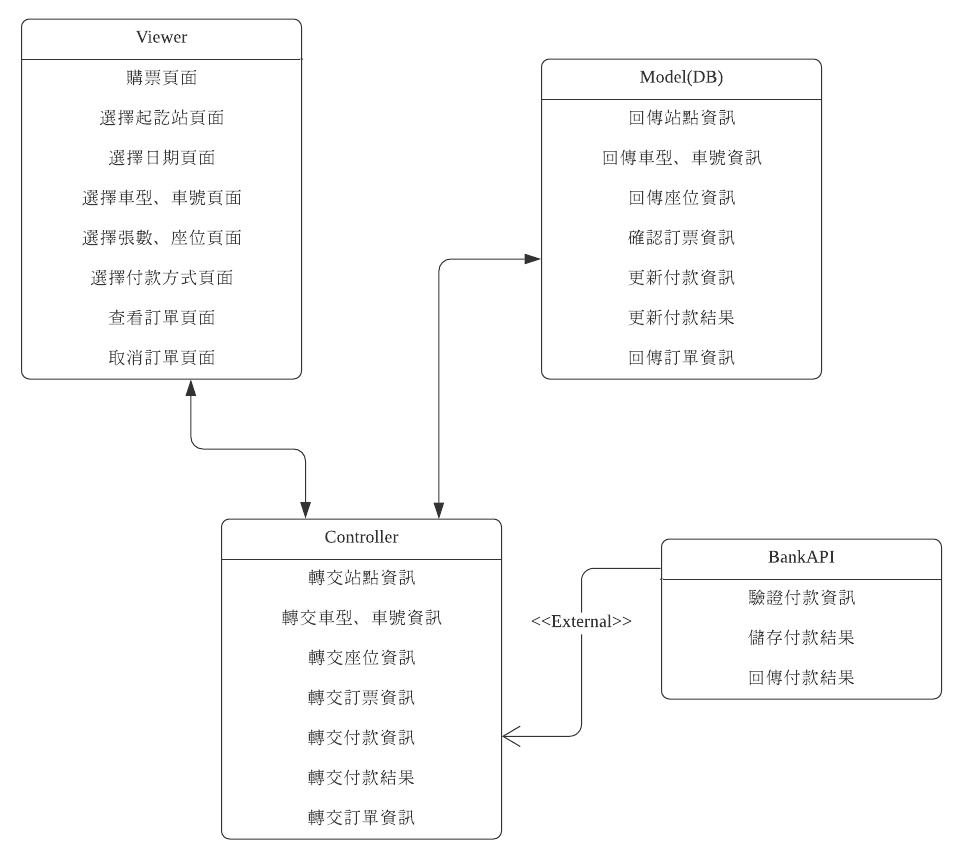 Viewer
購票頁面
選擇起訖站頁面
選擇日期頁面
選擇車型、車號頁面
選擇張數、座位頁面
選擇付款方式頁面
查看訂單頁面
取消訂單頁面
Model(DB)
回傳站點資訊
回傳車型、車號資訊
回傳座位資訊
確認訂票資訊
更新付款資訊
更新付款結果
回傳訂單資訊
Controller
轉交站點資訊
轉交車型、車號資訊
轉交座位資訊
轉交訂票資訊
轉交付款資訊
轉交付款結果
轉交訂單資訊
<<External>>
BankAPI
驗證付款資訊
儲存付款結果
回傳付款結果